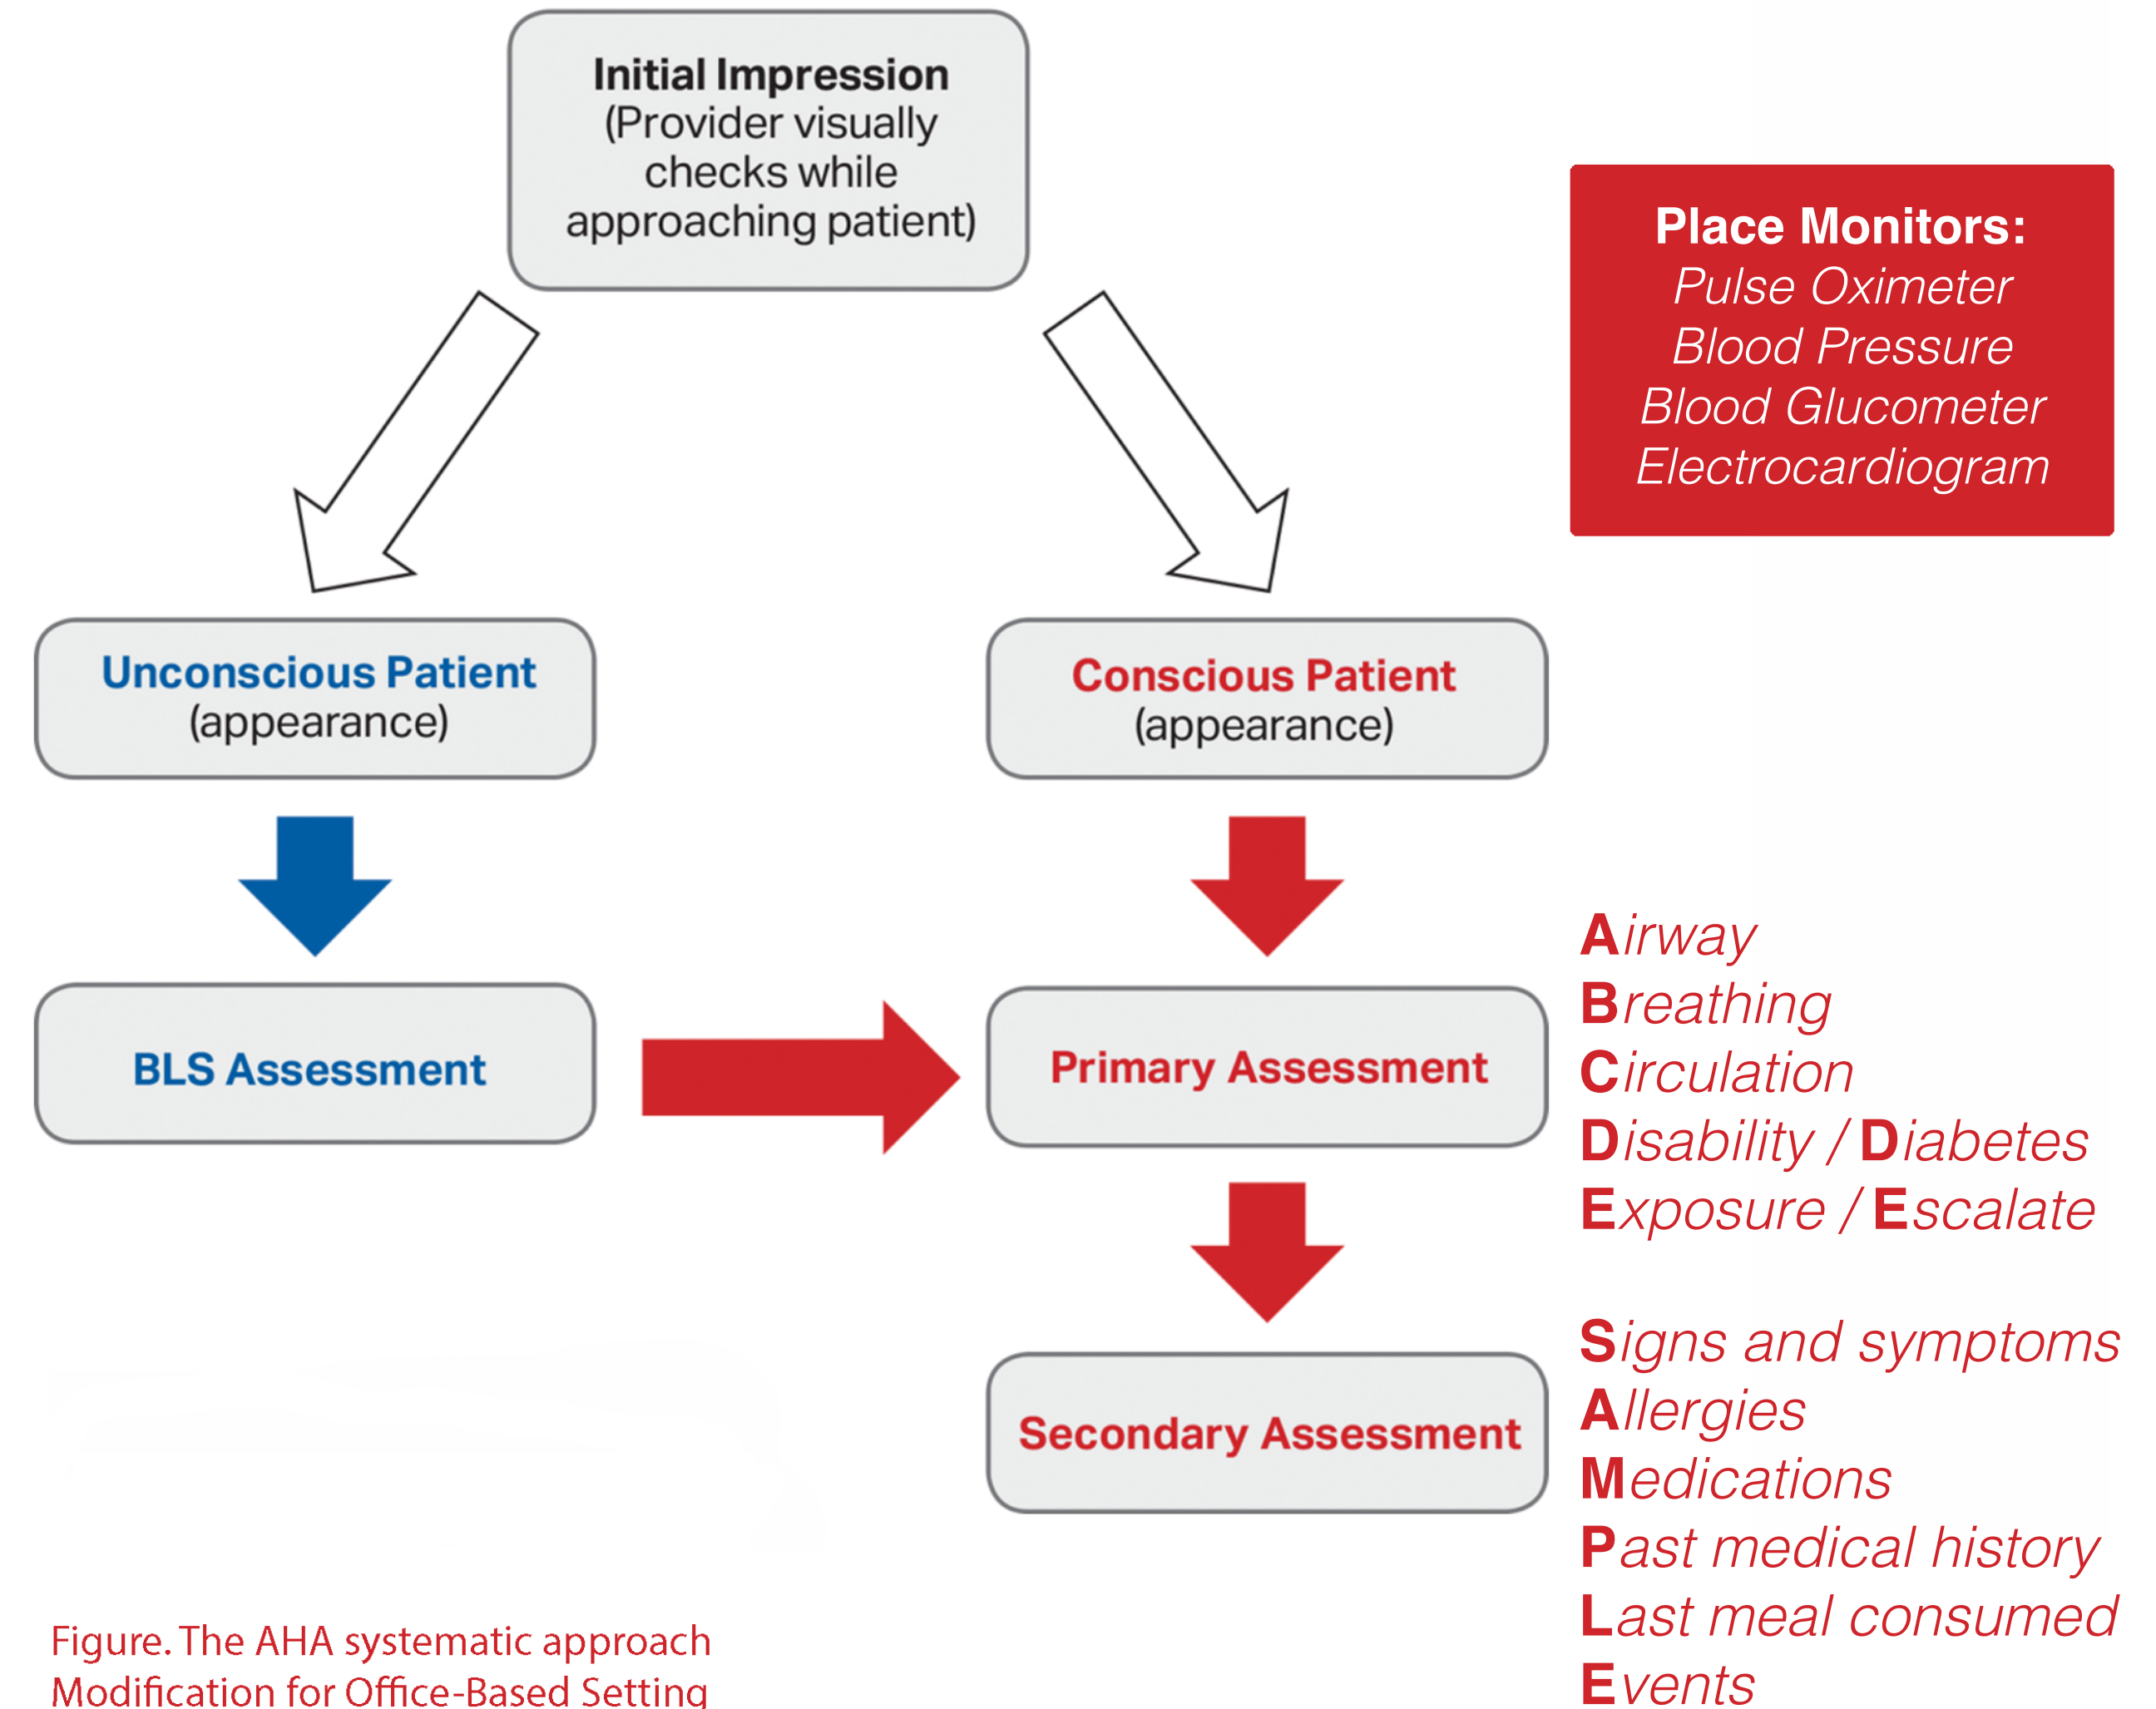 Initial Impression
(Provider visually
checks while
approaching patient)
Place Monitors:
Pulse Oximeter
Blood Pressure
Blood Glucometer
Electrocardiogram
Unconscious Patient
(appearance)
Conscious Patient
(appearance)
BLS Assessment
Primary Assessment
Airway
Breathing
Circulation
Disability / Diabetes
Exposure / Escalate
Secondary Assessment
Signs and symptoms
Allergies
Medications
Past medical history
Last meal consumed
Events
Figure. The AHA systematic approach
Modification for Office-Based Setting